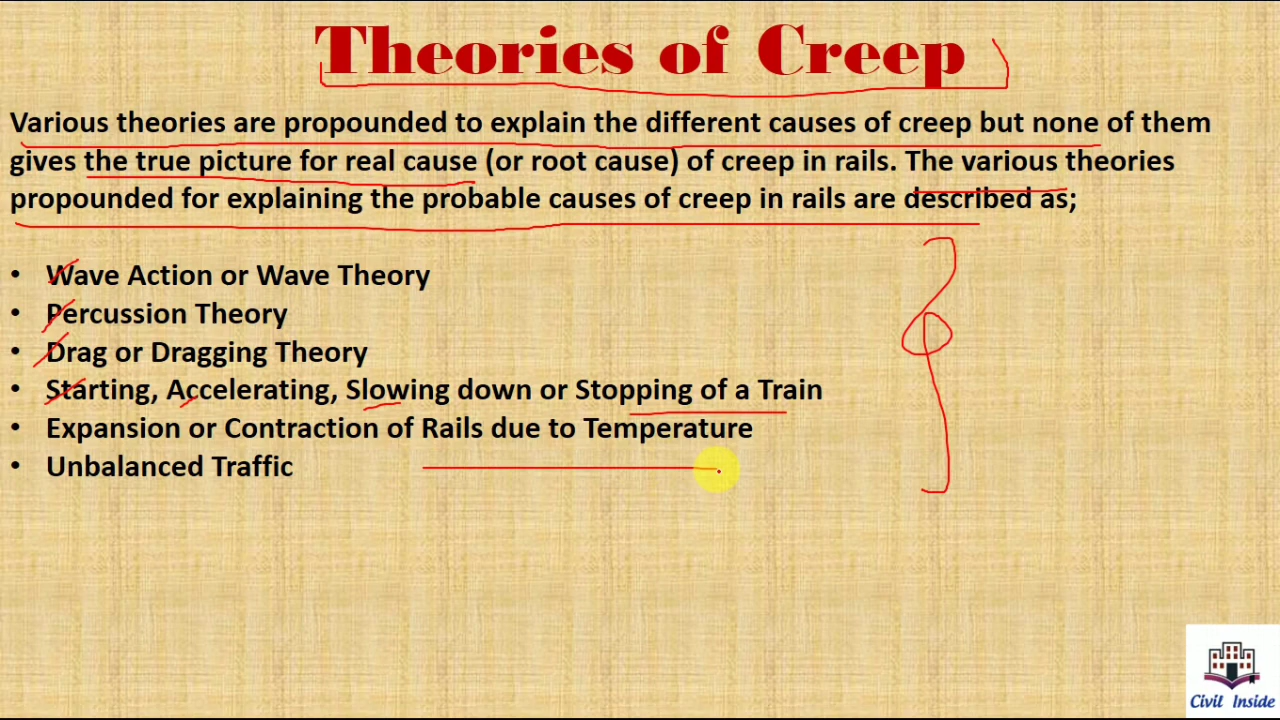 Theories of Creep
Various theories are propounded to explain the different causes of creep but none of them
gives the true picture for real cause (or root cause) of creep in rails. The various theories
propounded for explaining the probable causes of creep in rails are described as;
• Wave Action or Wave Theory
• Percussion Theory
• Drag or Dragging Theory
• Starting, Accelerating, Slowing down or Stopping of a Train
• Expansion or Contraction of Rails due to Temperature
• Unbalanced Traffic
Civil Inside